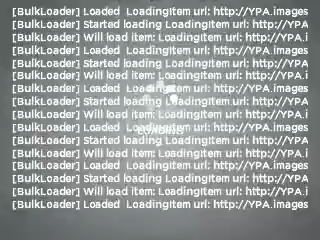 [BulkLoader] Loaded  LoadingItem url: http://YPA.images
[BulkLoader] Started loading LoadingItem url: http://YPA
[BulkLoader] Will load item: LoadingItem url: http://YPA.i
[BulkLoader] Loaded  LoadingItem url: http://YPA.images
[BulkLoader] Started loading LoadingItem url: http://YPA
[BulkLoader] Will load item: LoadingItem url: http://YPA.i
[BulkLoader] Loaded  LoadingItem url: http://YPA.images
[BulkLoader] Started loading LoadingItem url: http://YPA
[BulkLoader] Will load item: LoadingItem url: http://YPA.i
[BulkLoader] Loaded  LoadingItem url: http://YPA.images
LOADING
[BulkLoader] Started loading LoadingItem url: http://YPA
[BulkLoader] Will load item: LoadingItem url: http://YPA.i
[BulkLoader] Loaded  LoadingItem url: http://YPA.images
[BulkLoader] Started loading LoadingItem url: http://YPA
[BulkLoader] Will load item: LoadingItem url: http://YPA.i
[BulkLoader] Loaded  LoadingItem url: http://YPA.images